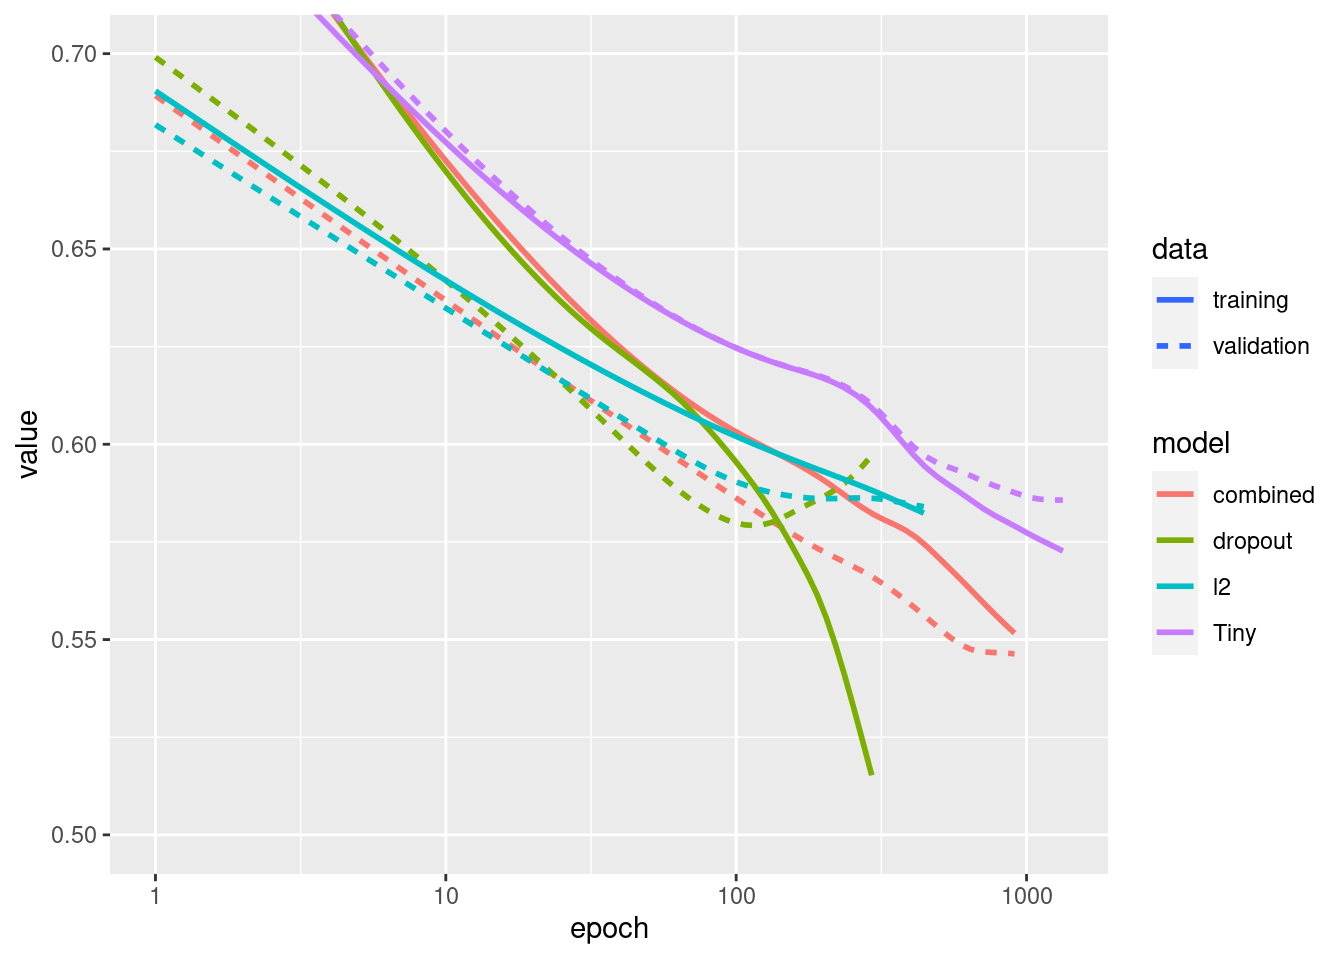 0.70
0.65
0.60
0.55
0.50
value
1
10
100
1000
epoch
data
training
validation
model
combined
dropout
l2
Tiny